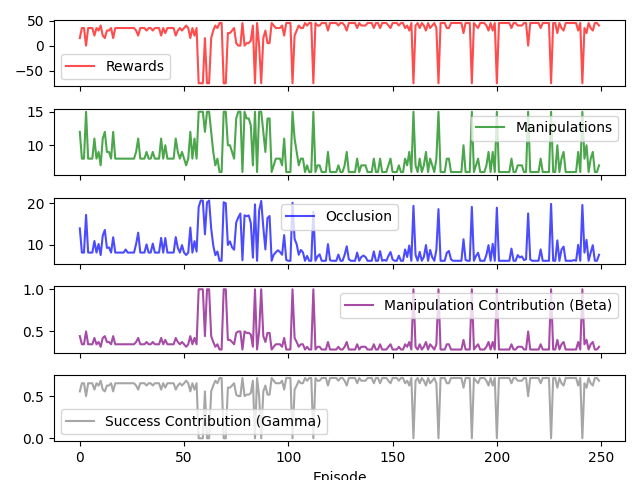 50
0
−50
Rewards
15
10
Manipulations
20
10
Occlusion
1.0
0.5
Manipulation Contribution (Beta)
0.5
0.0
Success Contribution (Gamma)
0 50 100 150 200 250
Episode